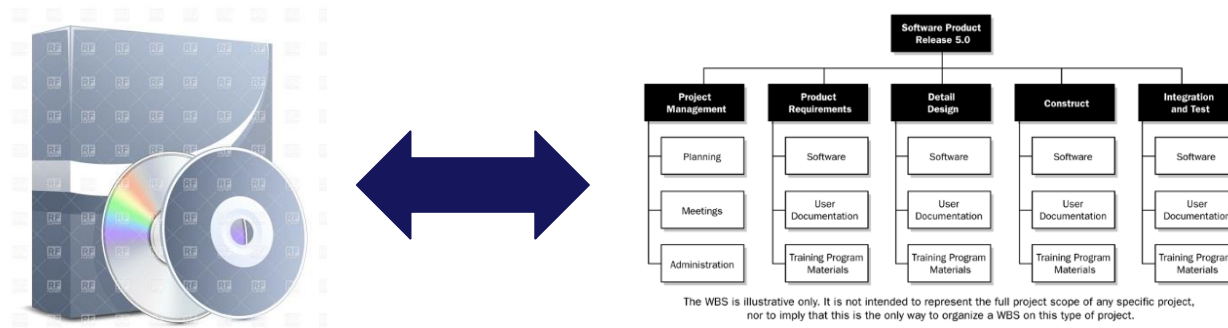 Software Product
Release 5.0
Project
Management
Product
Requirements
Detail
Design
Construct
Integration
and Test
Planning
Software
Software
Software
Software
Meetings
User
Documentation
User
Documentation
User
Documentation
User
Documentation
Administration
Training Program
Materials
Training Program
Materials
Training Program
Materials
Training Program
Materials
The WBS is illustrative only. It is not intended to represent the full project scope of any specific project,
nor to imply that this is the only way to organize a WBS on this type of project.
RF